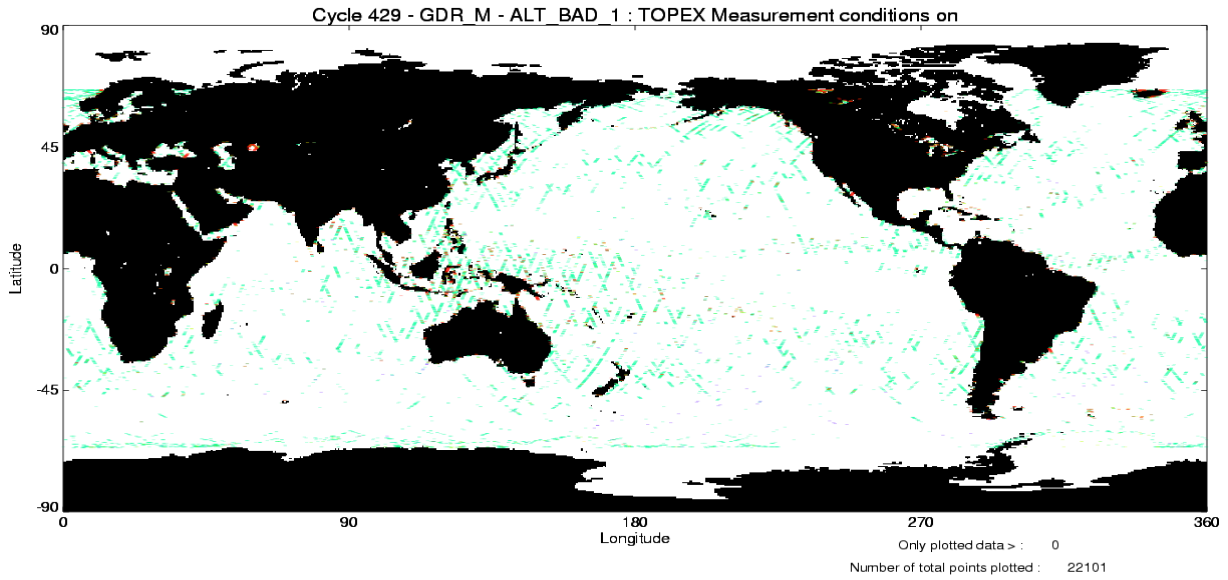 Cycle 429 - GDR_M - ALT_BAD_1 : TOPEX Measurement conditions on
90
45
0
-45
-90
Latitude
0 90 180 270 360
Longitude
Only plotted data > : 0
Number of total points plotted : 22101